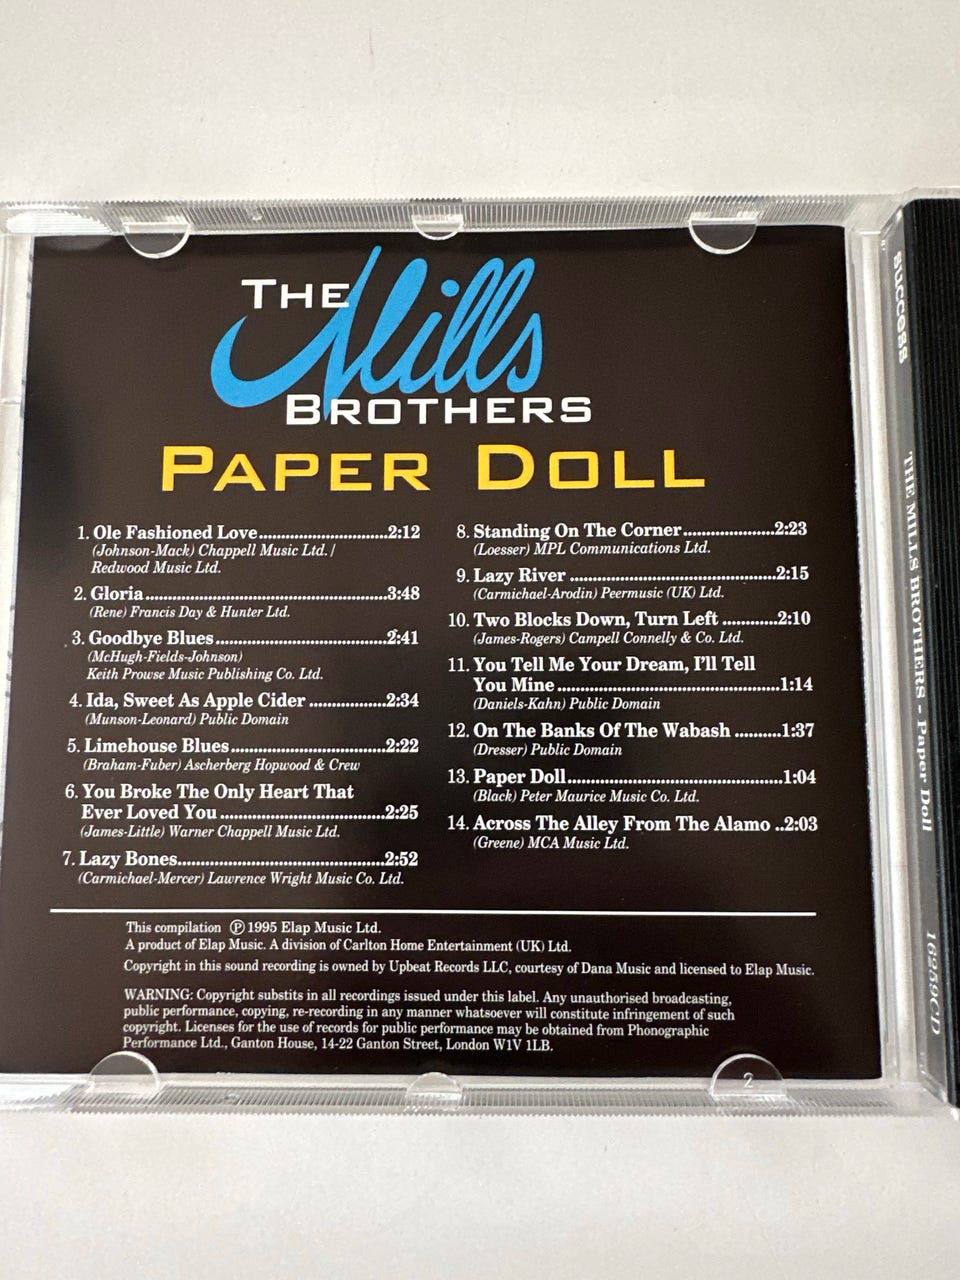 THE Mills
BROTHERS
PAPER DOLL
1. Ole Fashioned Love..............................2:12
(Johnson-Mack) Chappell Music Ltd. /
Redwood Music Ltd.
2. Gloria..........................................................3:48
(Rene) Francis Day & Hunter Ltd.
3. Goodbye Blues.........................................2:41
(McHugh-Fields-Johnson)
Keith Prowse Music Publishing Co. Ltd.
4. Ida, Sweet As Apple Cider ..................2:34
(Munson-Leonard) Public Domain
5. Limehouse Blues.....................................2:22
(Braham-Fuber) Ascherberg Hopwood & Crew
6. You Broke The Only Heart That
Ever Loved You .......................................2:25
(James-Little) Warner Chappell Music Ltd.
7. Lazy Bones.................................................2:52
(Carmichael-Mercer) Lawrence Wright Music Co. Ltd.
8. Standing On The Corner......................2:23
(Loesser) MPL Communications Ltd.
9. Lazy River ................................................2:15
(Carmichael-Arodin) Peermusic (UK) Ltd.
10. Two Blocks Down, Turn Left .............2:10
(James-Rogers) Campell Connelly & Co. Ltd.
11. You Tell Me Your Dream, I'll Tell
You Mine ....................................................1:14
(Daniels-Kahn) Public Domain
12. On The Banks Of The Wabash ..........1:37
(Dresser) Public Domain
13. Paper Doll..................................................1:04
(Black) Peter Maurice Music Co. Ltd.
14. Across The Alley From The Alamo ..2:03
(Greene) MCA Music Ltd.
This compilation ℗ 1995 Elap Music Ltd.
A product of Elap Music. A division of Carlton Home Entertainment (UK) Ltd.
Copyright in this sound recording is owned by Upbeat Records LLC, courtesy of Dana Music and licensed to Elap Music.
WARNING: Copyright substits in all recordings issued under this label. Any unauthorised broadcasting,
public performance, copying, re-recording in any manner whatsoever will constitute infringement of such
copyright. Licenses for the use of records for public performance may be obtained from Phonographic
Performance Ltd., Ganton House, 14-22 Ganton Street, London W1V 1LB.
2
success
THE MILLS BROTHERS - Paper Doll
16259CD